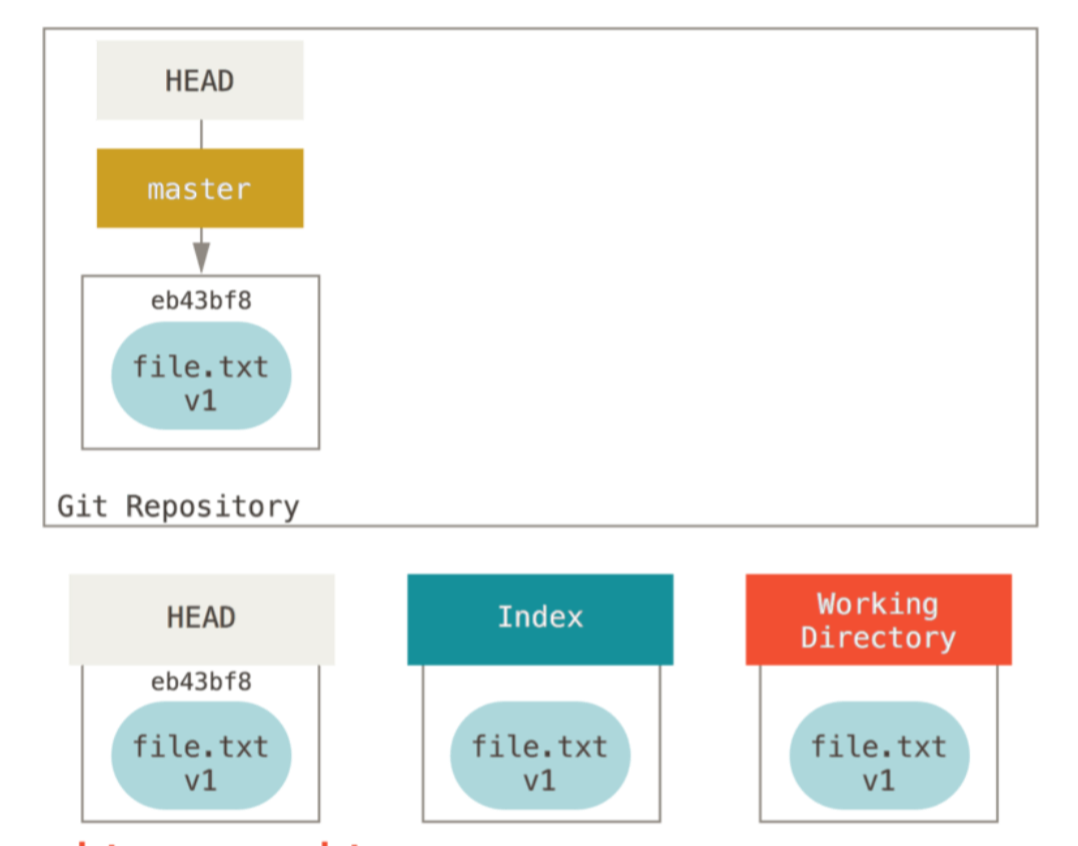 HEAD
master
eb43bf8
file.txt
v1
Git Repository
HEAD
Index
Working
Directory
eb43bf8
file.txt
v1
file.txt
v1
file.txt
v1